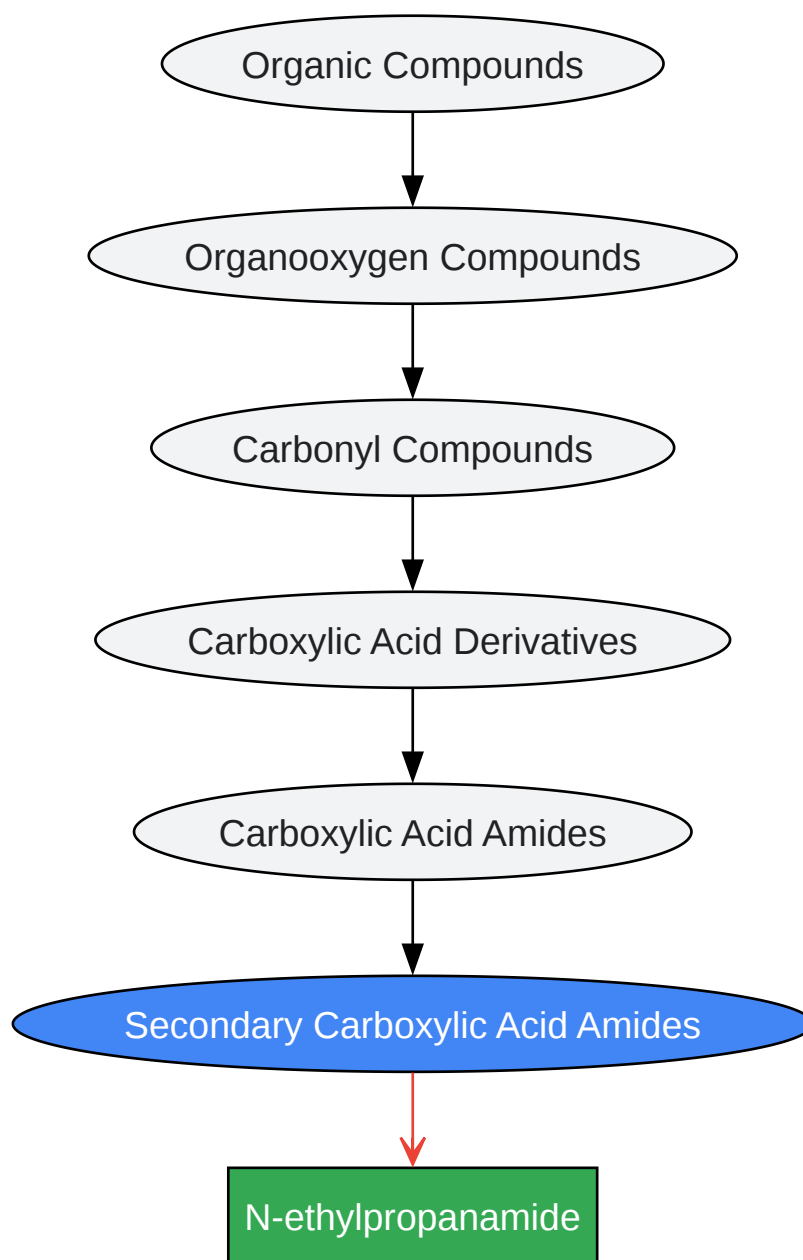 Organic Compounds
Organooxygen Compounds
Carbonyl Compounds
Carboxylic Acid Derivatives
Carboxylic Acid Amides
Secondary Carboxylic Acid Amides
N-ethylpropanamide